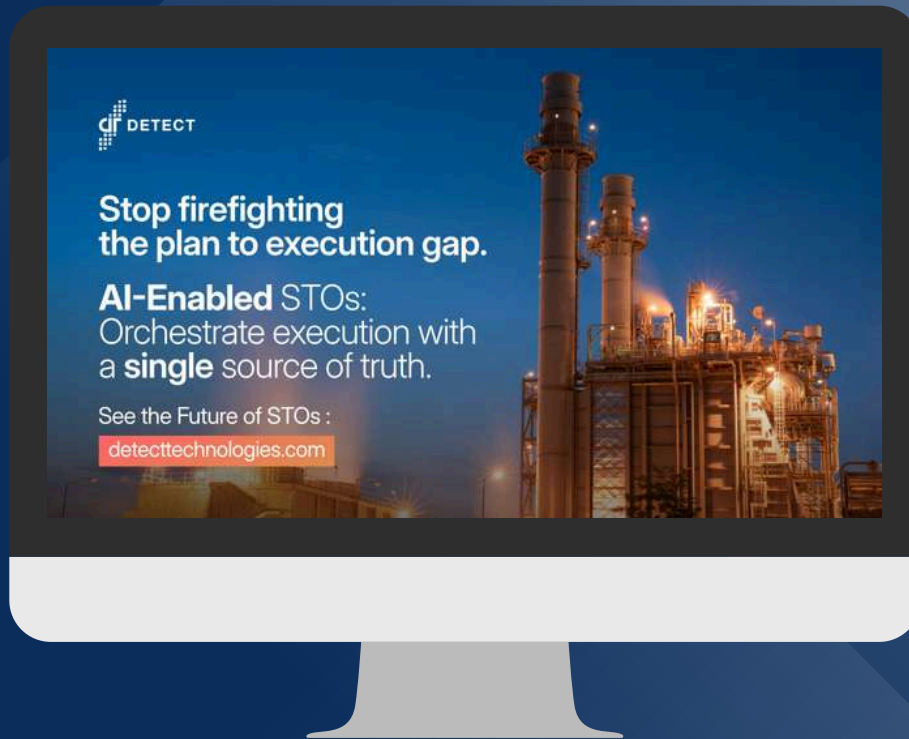 DETECT
Stop firefighting
the plan to execution gap.
AI-Enabled STOs:
Orchestrate execution with
a single source of truth.
See the Future of STOs :
detecttechnologies.com